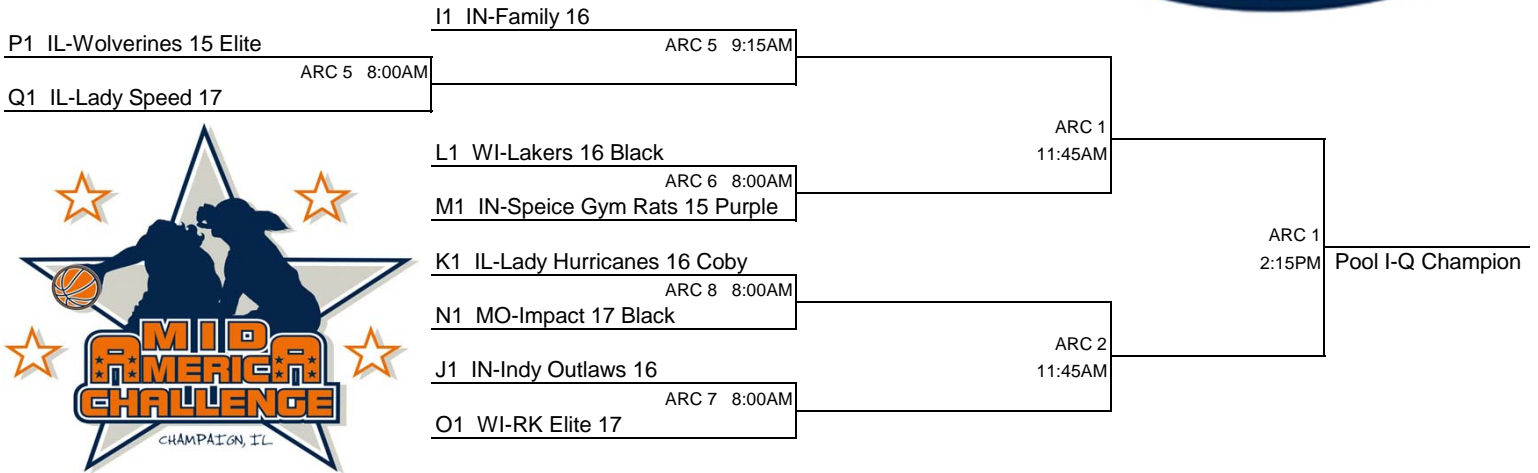 I1 IN-Family 16
P1 IL-Wolverines 15 Elite
ARC 5 9:15AM
ARC 5 8:00AM
Q1 IL-Lady Speed 17
ARC 1
11:45AM
L1 WI-Lakers 16 Black
ARC 6 8:00AM
M1 IN-Speice Gym Rats 15 Purple
ARC 1
2:15PM Pool I-Q Champion
K1 IL-Lady Hurricanes 16 Coby
ARC 8 8:00AM
N1 MO-Impact 17 Black
ARC 2
11:45AM
J1 IN-Indy Outlaws 16
ARC 7 8:00AM
O1 WI-RK Elite 17
MID
AMERICA
CHALLENGE
CHAMPAIGN, IL